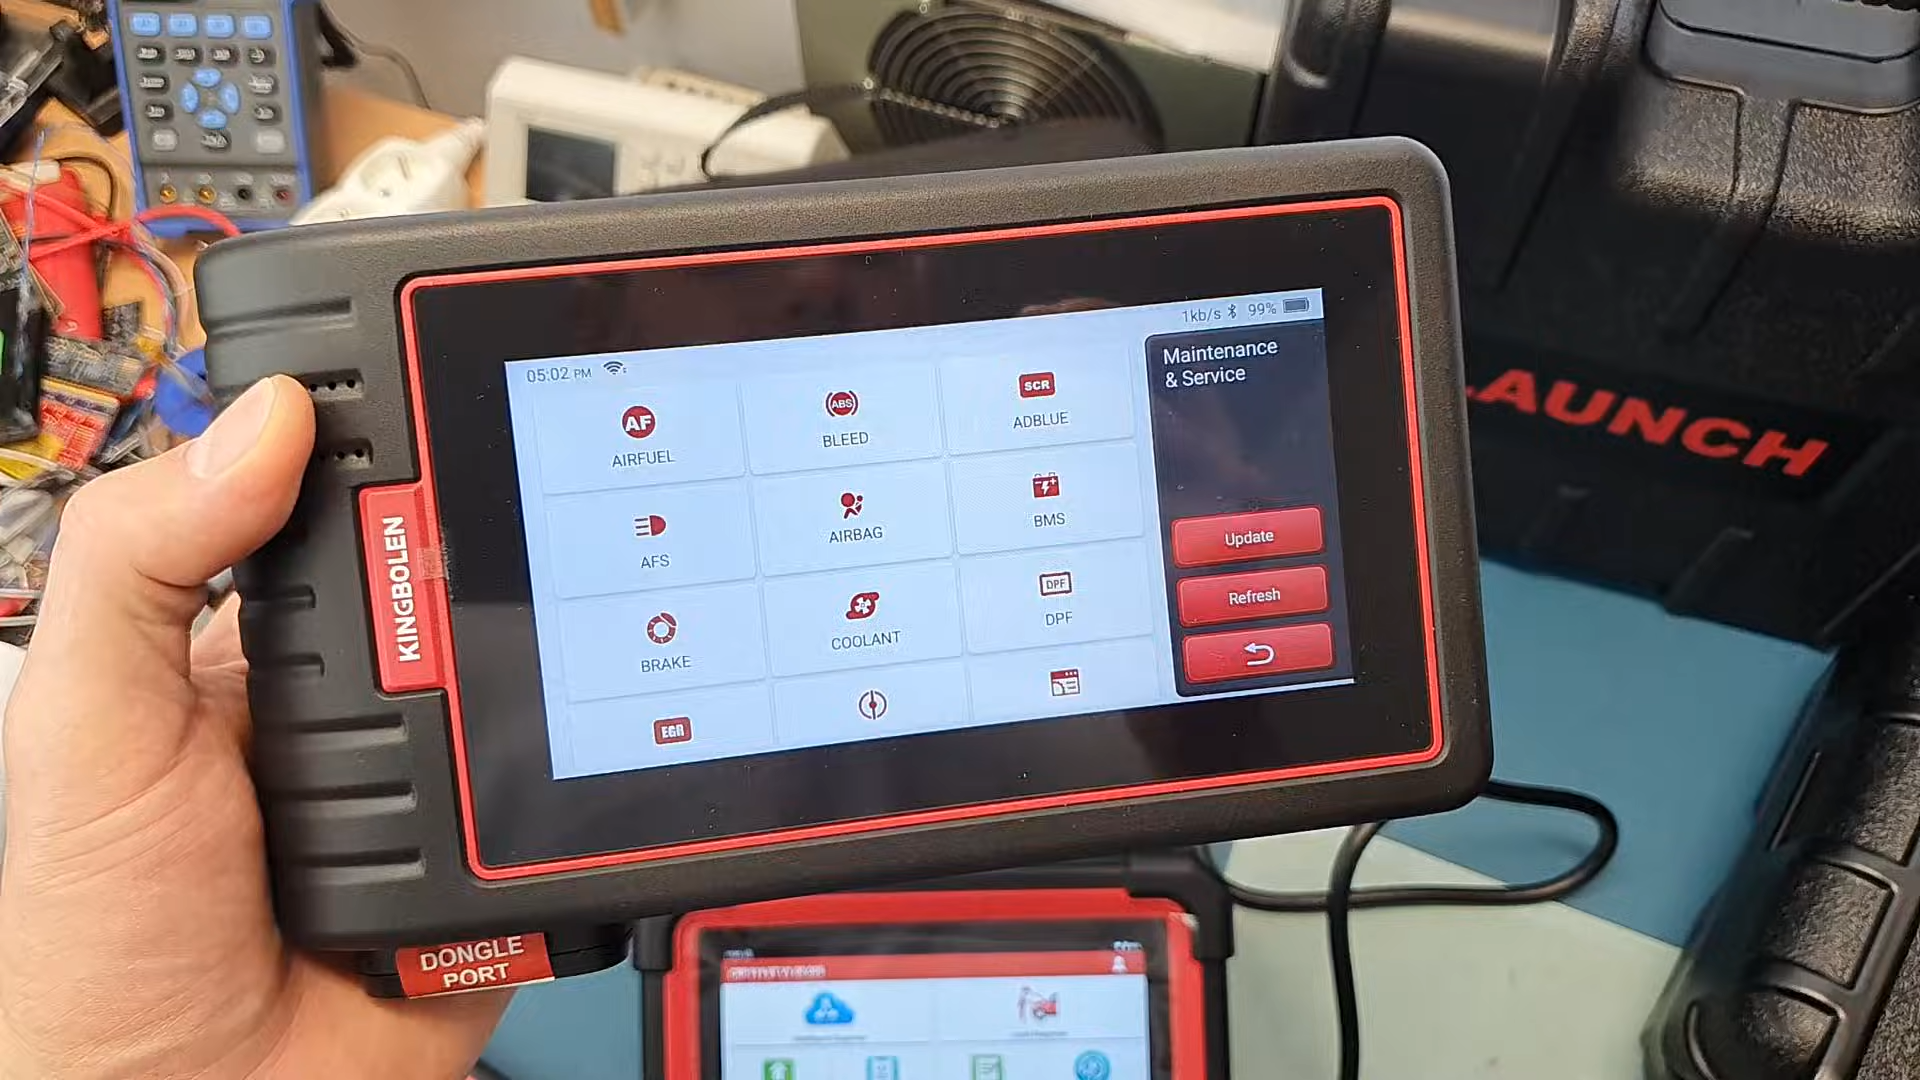 05:02 PM
1kb/s
99%
Maintenance
& Service
AF
AIRFUEL
ABS
BLEED
SCR
ADBLUE
AFS
AIRBAG
BMS
BRAKE
COOLANT
DPF
DPF
EGR
Update
Refresh
KINGBOLEN
DONGLE
PORT
LAUNCH